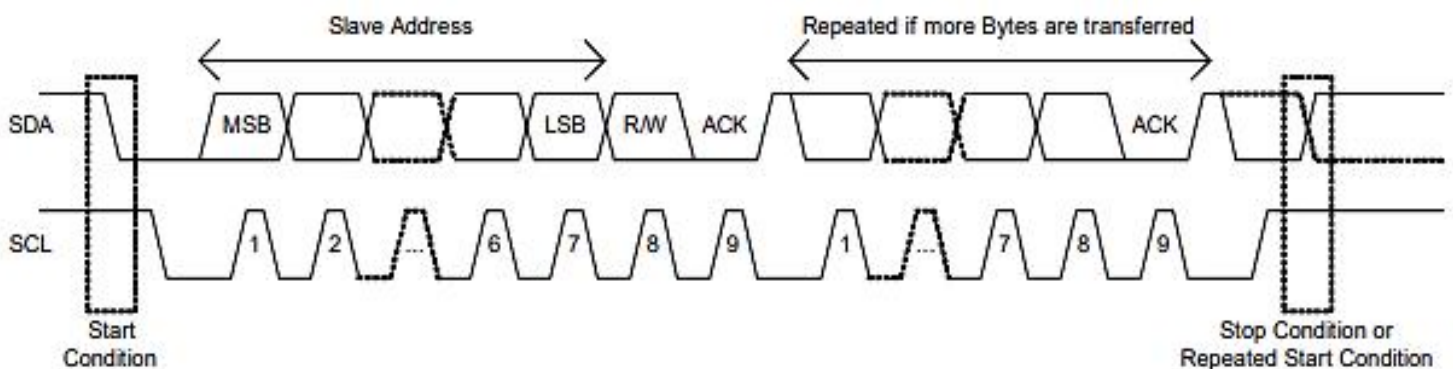 Slave Address
Repeated if more Bytes are transferred
SDA MSB LSB R/W ACK ACK
SCL 1 2 ... 6 7 8 9 1 ... 7 8 9
Start
Condition
Stop Condition or
Repeated Start Condition